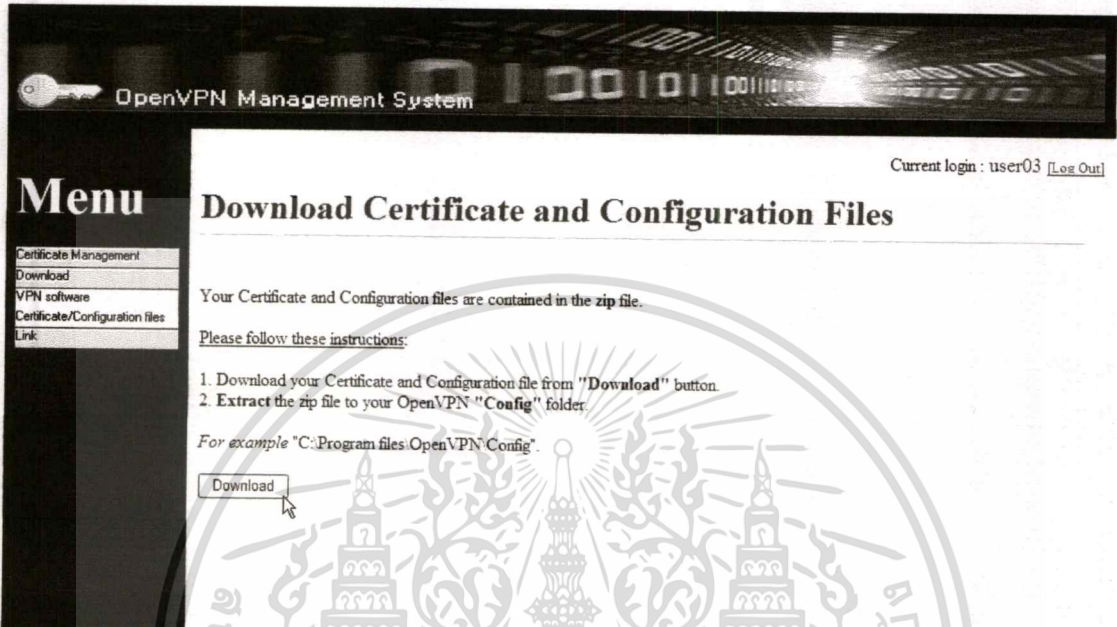 OpenVPN Management System
Current login : user03 [Log Out]
Menu
Download Certificate and Configuration Files
Certificate Management
Download
VPN software
Certificate/Configuration files
Link
Your Certificate and Configuration files are contained in the zip file.
Please follow these instructions:
1. Download your Certificate and Configuration file from "Download" button.
2. Extract the zip file to your OpenVPN "Config" folder.
For example "C:\Program files\OpenVPN\Config".
Download